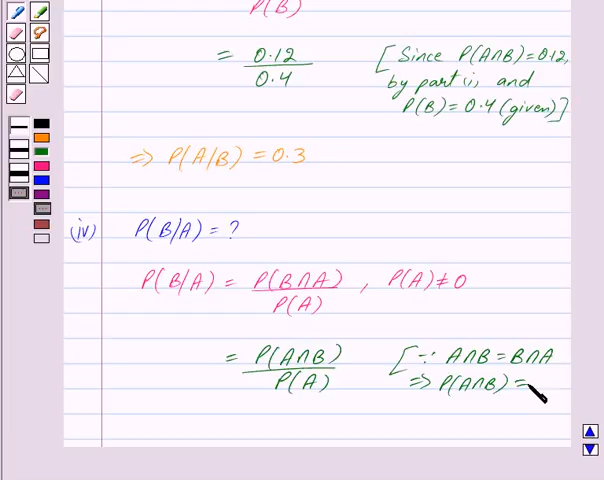 P(B)
= 0.12 / 0.4 [Since P(A∩B)=0.12,
by part i, and
P(B)=0.4 (given)]
=> P(A/B) = 0.3
(iv) P(B/A) = ?
P(B/A) = P(B∩A) / P(A) , P(A)≠0
= P(A∩B) / P(A) [∵ A∩B=B∩A
=> P(A∩B) =